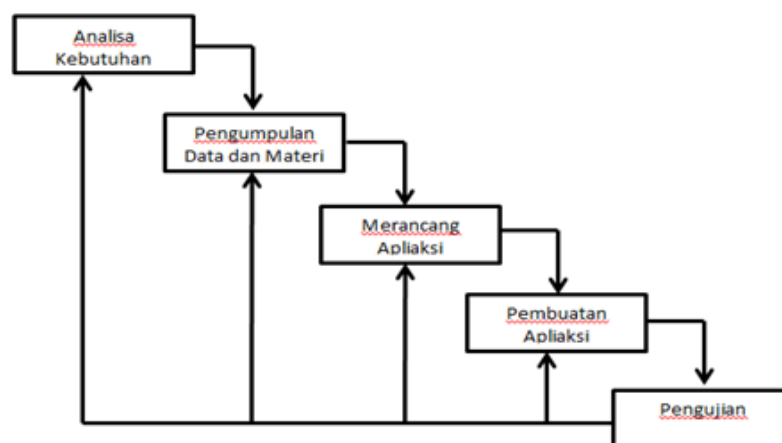 Analisa
Kebutuhan
Pengumpulan
Data dan Materi
Merancang
Apliaksi
Pembuatan
Apliaksi
Pengujian